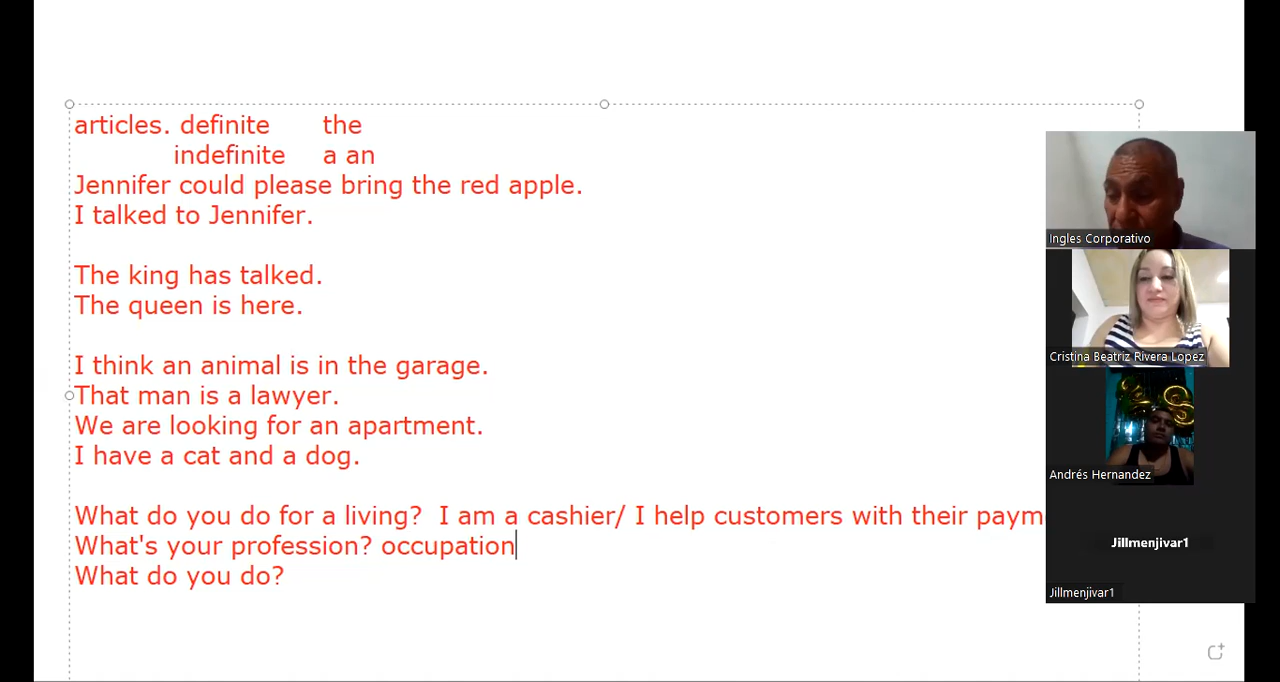 articles. definite the
indefinite a an
Jennifer could please bring the red apple.
I talked to Jennifer.
The king has talked.
The queen is here.
I think an animal is in the garage.
That man is a lawyer.
We are looking for an apartment.
I have a cat and a dog.
What do you do for a living? I am a cashier/ I help customers with their paym
What's your profession? occupation
What do you do?
Ingles Corporativo
Cristina Beatriz Rivera Lopez
Andrés Hernandez
Jillmenjivar1
Jillmenjivar1